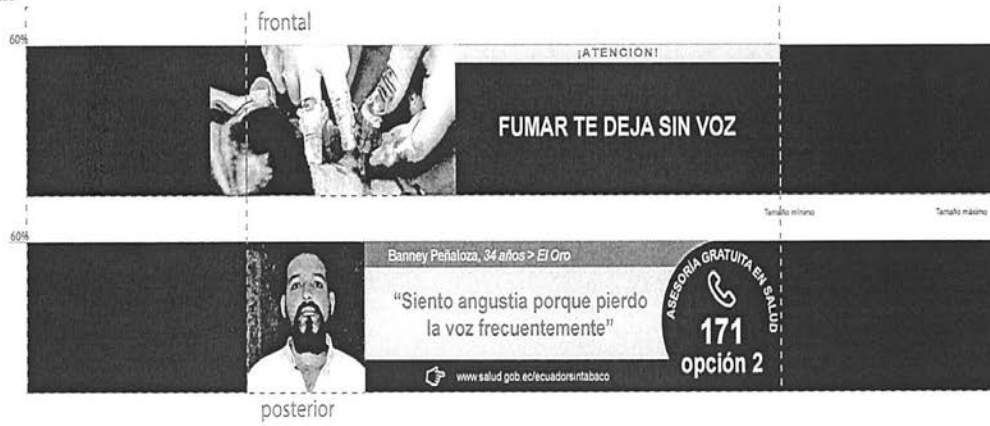 frontal
60%
¡ATENCION!
FUMAR TE DEJA SIN VOZ
Tamaño mínimo
Tamaño máximo
60%
Banney Peñaloza, 34 años > El Oro
“Siento angustia porque pierdo
la voz frecuentemente”
ASESORÍA GRATUITA EN SALUD
171
opción 2
www.salud.gob.ec/ecuadorsintabaco
posterior